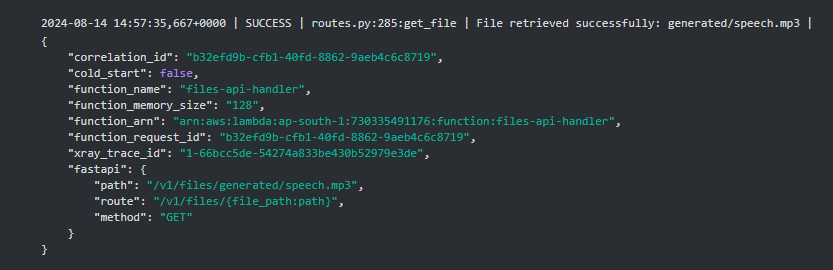 2024-08-14 14:57:35,667+0000 | SUCCESS | routes.py:285:get_file | File retrieved successfully: generated/speech.mp3 |
{
    "correlation_id": "b32efd9b-cfb1-40fd-8862-9aeb4c6c8719",
    "cold_start": false,
    "function_name": "files-api-handler",
    "function_memory_size": "128",
    "function_arn": "arn:aws:lambda:ap-south-1:730335491176:function:files-api-handler",
    "function_request_id": "b32efd9b-cfb1-40fd-8862-9aeb4c6c8719",
    "xray_trace_id": "1-66bcc5de-54274a833be430b52979e3de",
    "fastapi": {
        "path": "/v1/files/generated/speech.mp3",
        "route": "/v1/files/{file_path:path}",
        "method": "GET"
    }
}